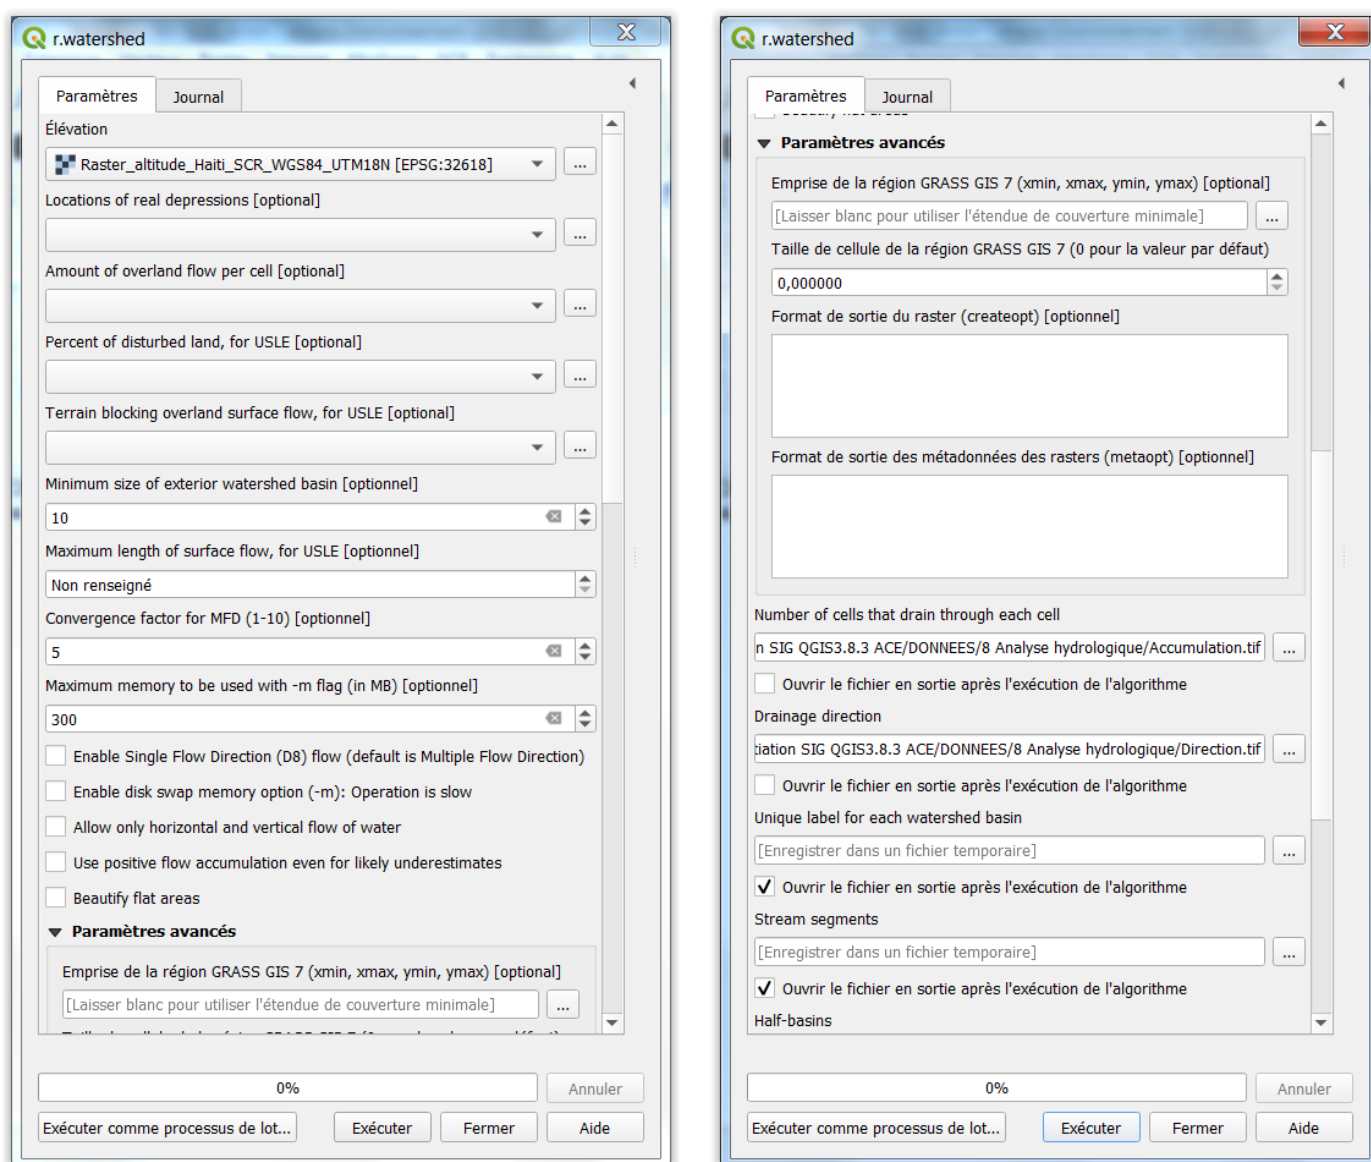 r.watershed
Paramètres
Journal
Élévation
Raster_altitude_Haiti_SCR_WGS84_UTM18N [EPSG:32618]
...
Locations of real depressions [optional]
...
Amount of overland flow per cell [optional]
...
Percent of disturbed land, for USLE [optional]
...
Terrain blocking overland surface flow, for USLE [optional]
...
Minimum size of exterior watershed basin [optionnel]
10
Maximum length of surface flow, for USLE [optionnel]
Non renseigné
Convergence factor for MFD (1-10) [optionnel]
5
Maximum memory to be used with -m flag (in MB) [optionnel]
300
Enable Single Flow Direction (D8) flow (default is Multiple Flow Direction)
Enable disk swap memory option (-m): Operation is slow
Allow only horizontal and vertical flow of water
Use positive flow accumulation even for likely underestimates
Beautify flat areas
Paramètres avancés
Emprise de la région GRASS GIS 7 (xmin, xmax, ymin, ymax) [optional]
[Laisser blanc pour utiliser l'étendue de couverture minimale]
...
0%
Annuler
Exécuter comme processus de lot...
Exécuter
Fermer
Aide
r.watershed
Paramètres
Journal
Paramètres avancés
Emprise de la région GRASS GIS 7 (xmin, xmax, ymin, ymax) [optional]
[Laisser blanc pour utiliser l'étendue de couverture minimale]
...
Taille de cellule de la région GRASS GIS 7 (0 pour la valeur par défaut)
0,000000
Format de sortie du raster (createopt) [optionnel]
Format de sortie des métadonnées des rasters (metaopt) [optionnel]
Number of cells that drain through each cell
n SIG QGIS3.8.3 ACE/DONNEES/8 Analyse hydrologique/Accumulation.tif
...
Ouvrir le fichier en sortie après l'exécution de l'algorithme
Drainage direction
iation SIG QGIS3.8.3 ACE/DONNEES/8 Analyse hydrologique/Direction.tif
...
Ouvrir le fichier en sortie après l'exécution de l'algorithme
Unique label for each watershed basin
[Enregistrer dans un fichier temporaire]
...
Ouvrir le fichier en sortie après l'exécution de l'algorithme
Stream segments
[Enregistrer dans un fichier temporaire]
...
Ouvrir le fichier en sortie après l'exécution de l'algorithme
Half-basins
0%
Annuler
Exécuter comme processus de lot...
Exécuter
Fermer
Aide